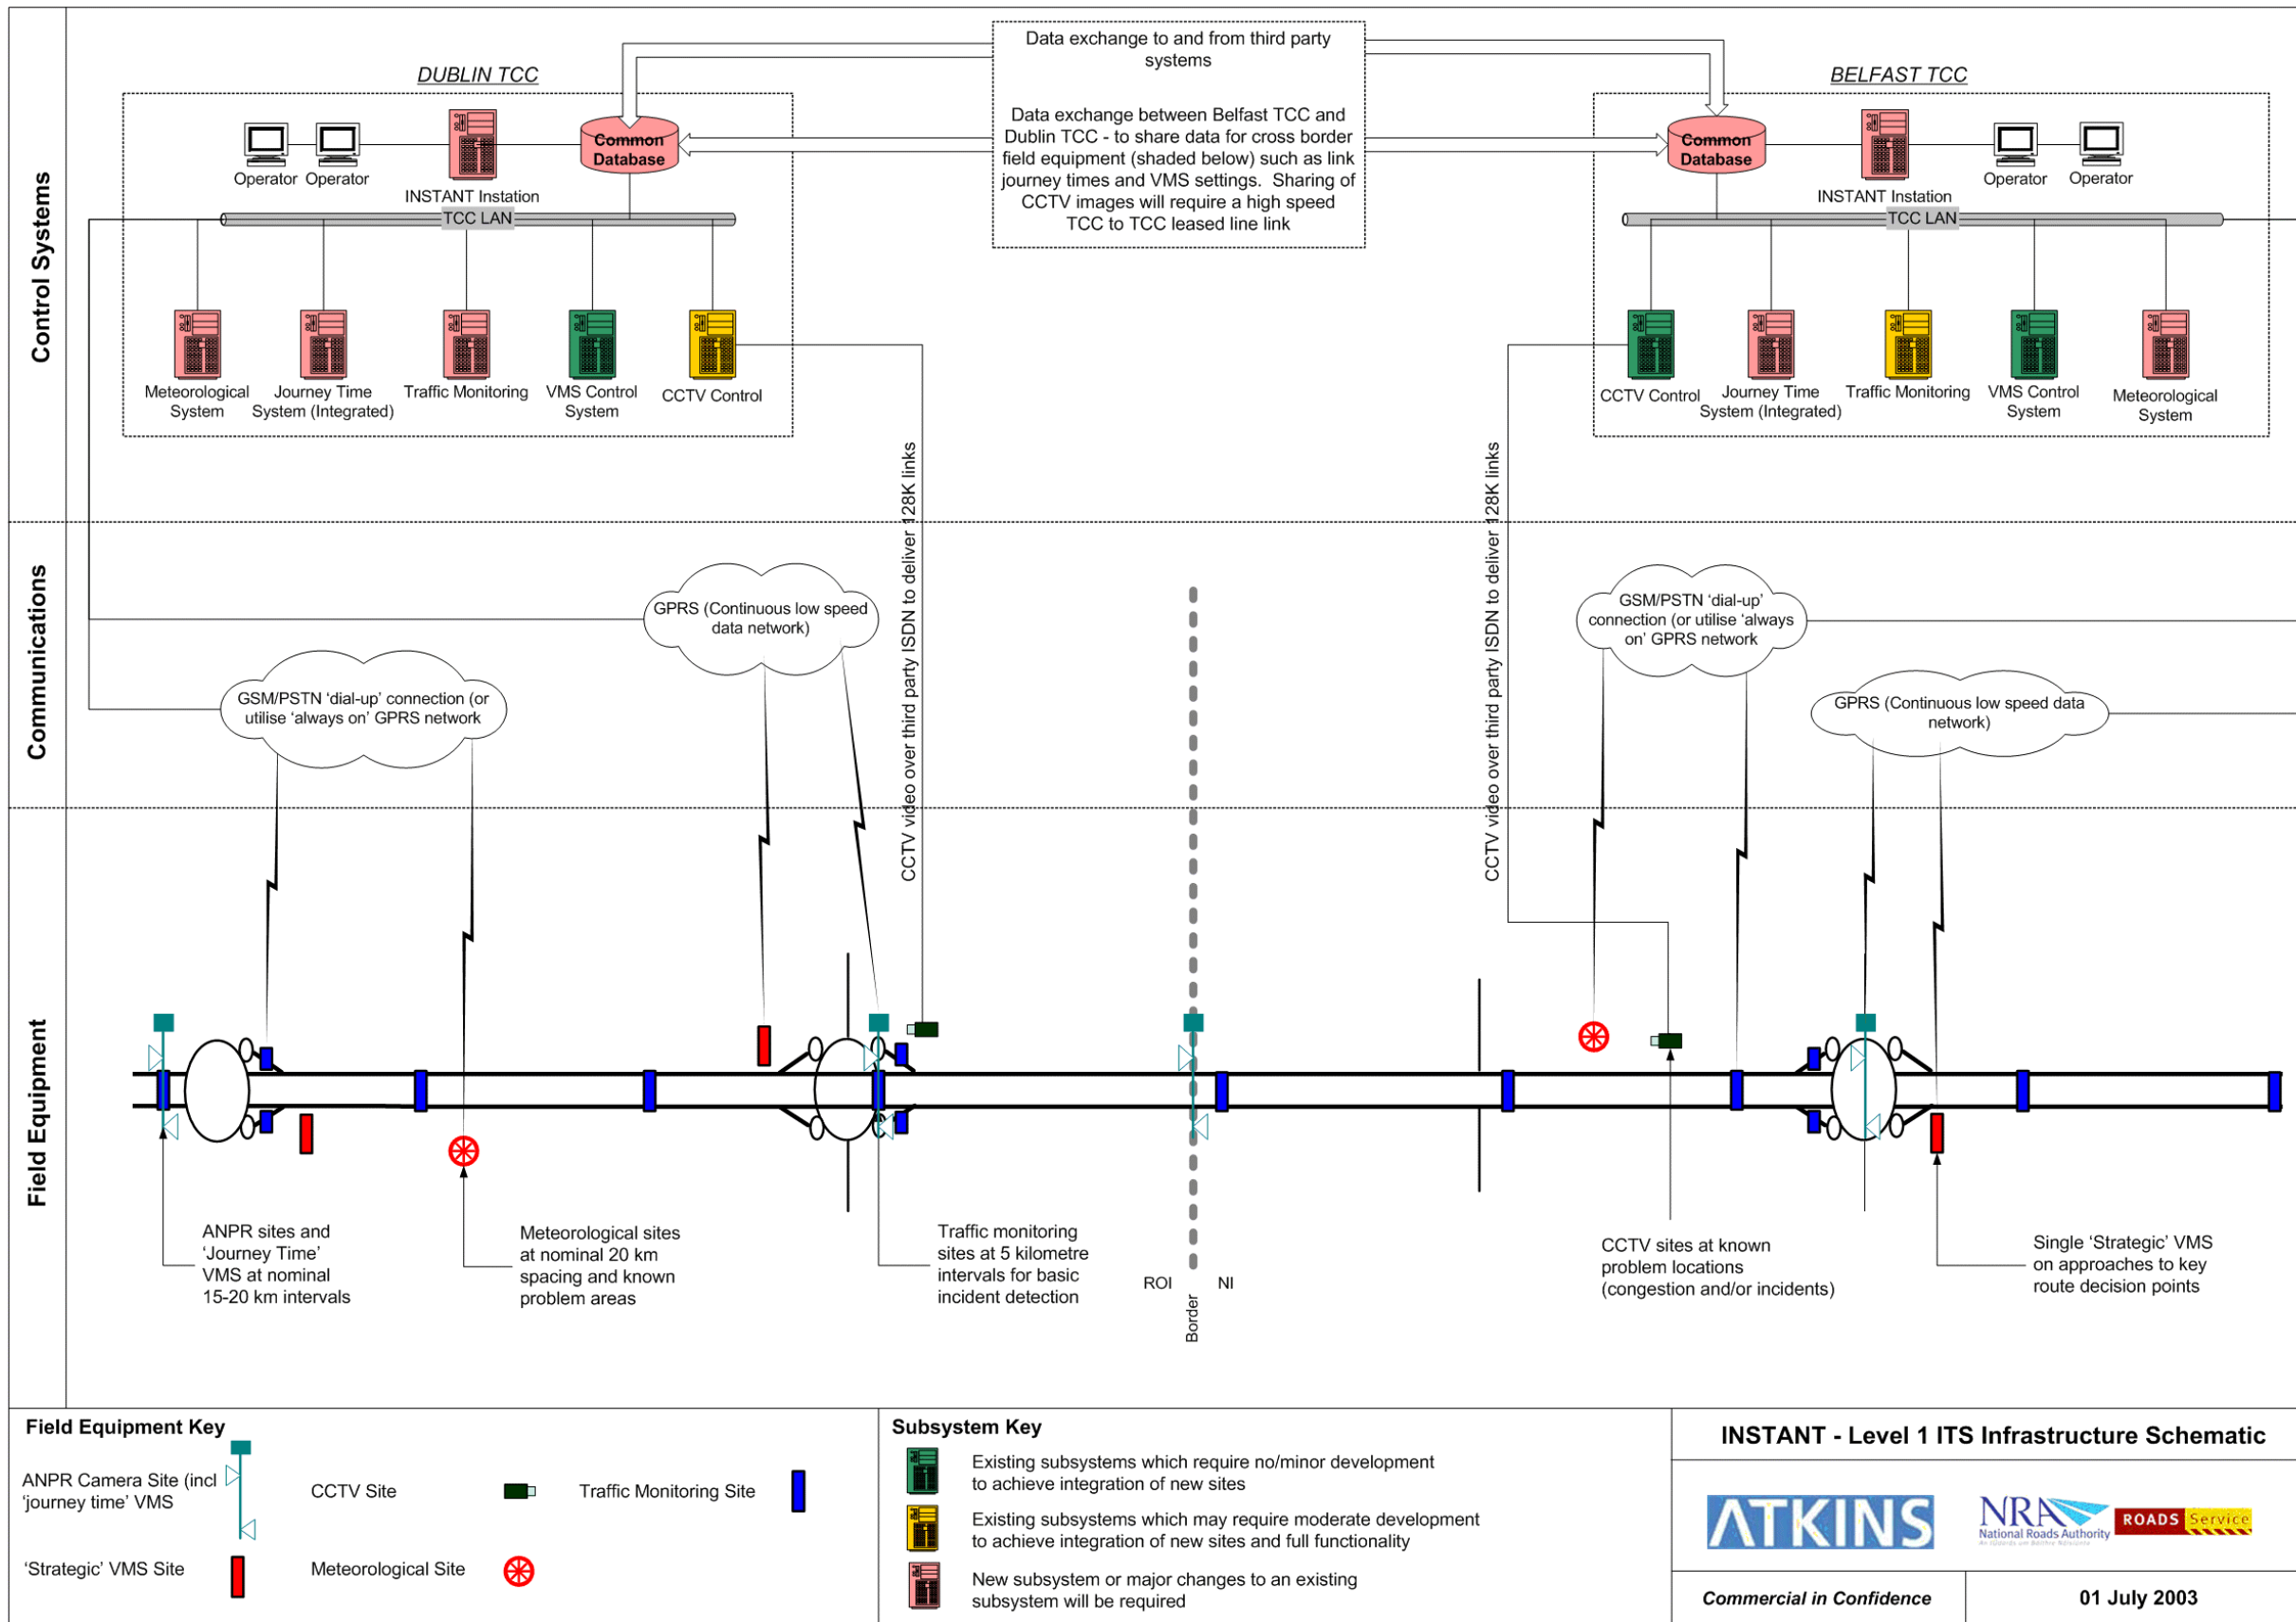 Control Systems
Communications
Field Equipment
DUBLIN TCC
Operator
Operator
INSTANT Instation
Common
Database
TCC LAN
Meteorological
System
Journey Time
System (Integrated)
Traffic Monitoring
VMS Control
System
CCTV Control
Data exchange to and from third party
systems
Data exchange between Belfast TCC and
Dublin TCC - to share data for cross border
field equipment (shaded below) such as link
journey times and VMS settings. Sharing of
CCTV images will require a high speed
TCC to TCC leased line link
BELFAST TCC
Common
Database
INSTANT Instation
Operator
Operator
TCC LAN
CCTV Control
Journey Time
System (Integrated)
Traffic Monitoring
VMS Control
System
Meteorological
System
CCTV video over third party ISDN to deliver 128K links
CCTV video over third party ISDN to deliver 128K links
GPRS (Continuous low speed
data network)
GSM/PSTN ‘dial-up’ connection (or
utilise ‘always on’ GPRS network
GSM/PSTN ‘dial-up’
connection (or utilise ‘always
on’ GPRS network
GPRS (Continuous low speed data
network)
ANPR sites and
‘Journey Time’
VMS at nominal
15-20 km intervals
Meteorological sites
at nominal 20 km
spacing and known
problem areas
Traffic monitoring
sites at 5 kilometre
intervals for basic
incident detection
ROI
NI
Border
CCTV sites at known
problem locations
(congestion and/or incidents)
Single ‘Strategic’ VMS
on approaches to key
route decision points
Field Equipment Key
ANPR Camera Site (incl
‘journey time’ VMS
CCTV Site
Traffic Monitoring Site
‘Strategic’ VMS Site
Meteorological Site
Subsystem Key
Existing subsystems which require no/minor development
to achieve integration of new sites
Existing subsystems which may require moderate development
to achieve integration of new sites and full functionality
New subsystem or major changes to an existing
subsystem will be required
INSTANT - Level 1 ITS Infrastructure Schematic
ATKINS
NRA
National Roads Authority
ROADS Service
Commercial in Confidence
01 July 2003